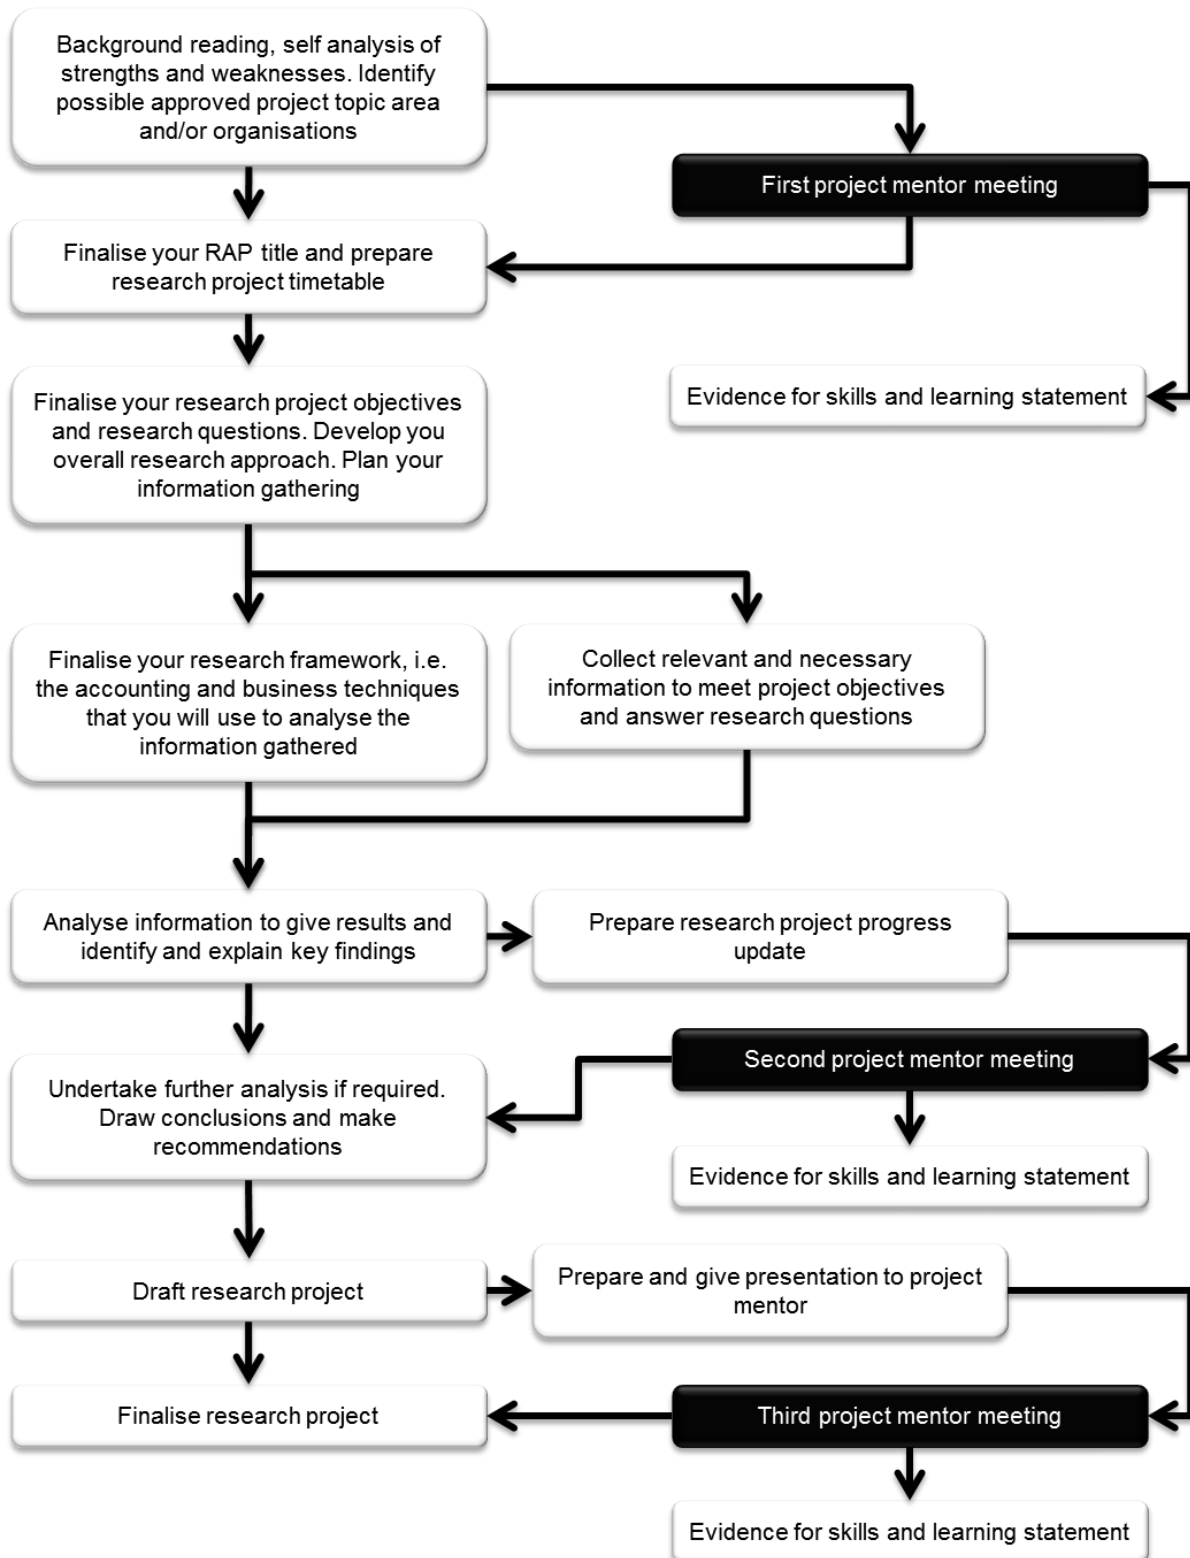 Background reading, self analysis of
strengths and weaknesses. Identify
possible approved project topic area
and/or organisations
First project mentor meeting
Finalise your RAP title and prepare
research project timetable
Evidence for skills and learning statement
Finalise your research project objectives
and research questions. Develop you
overall research approach. Plan your
information gathering
Finalise your research framework, i.e.
the accounting and business techniques
that you will use to analyse the
information gathered
Collect relevant and necessary
information to meet project objectives
and answer research questions
Analyse information to give results and
identify and explain key findings
Prepare research project progress
update
Second project mentor meeting
Undertake further analysis if required.
Draw conclusions and make
recommendations
Evidence for skills and learning statement
Draft research project
Prepare and give presentation to project
mentor
Finalise research project
Third project mentor meeting
Evidence for skills and learning statement